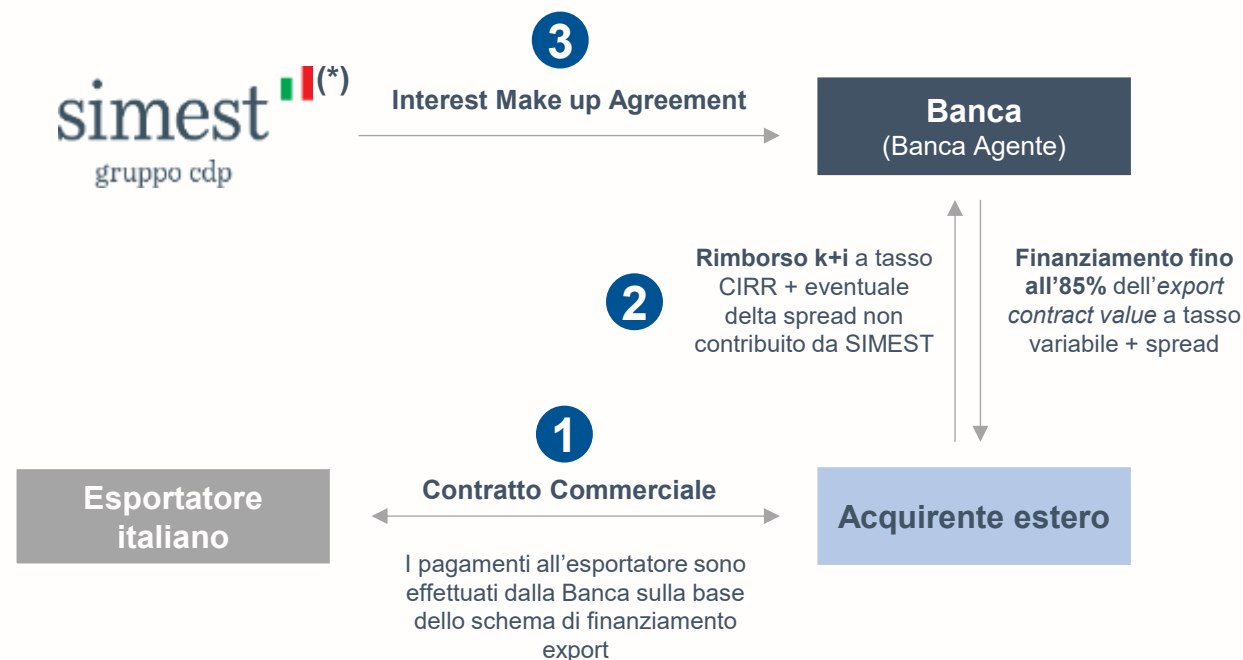 3
simest (*)
gruppo cdp
Interest Make up Agreement
Banca
(Banca Agente)
2
Rimborso k+i a tasso
CIRR + eventuale
delta spread non
contribuito da SIMEST
Finanziamento fino
all'85% dell'export
contract value a tasso
variabile + spread
1
Esportatore
italiano
Contratto Commerciale
Acquirente estero
I pagamenti all'esportatore sono
effettuati dalla Banca sulla base
dello schema di finanziamento
export